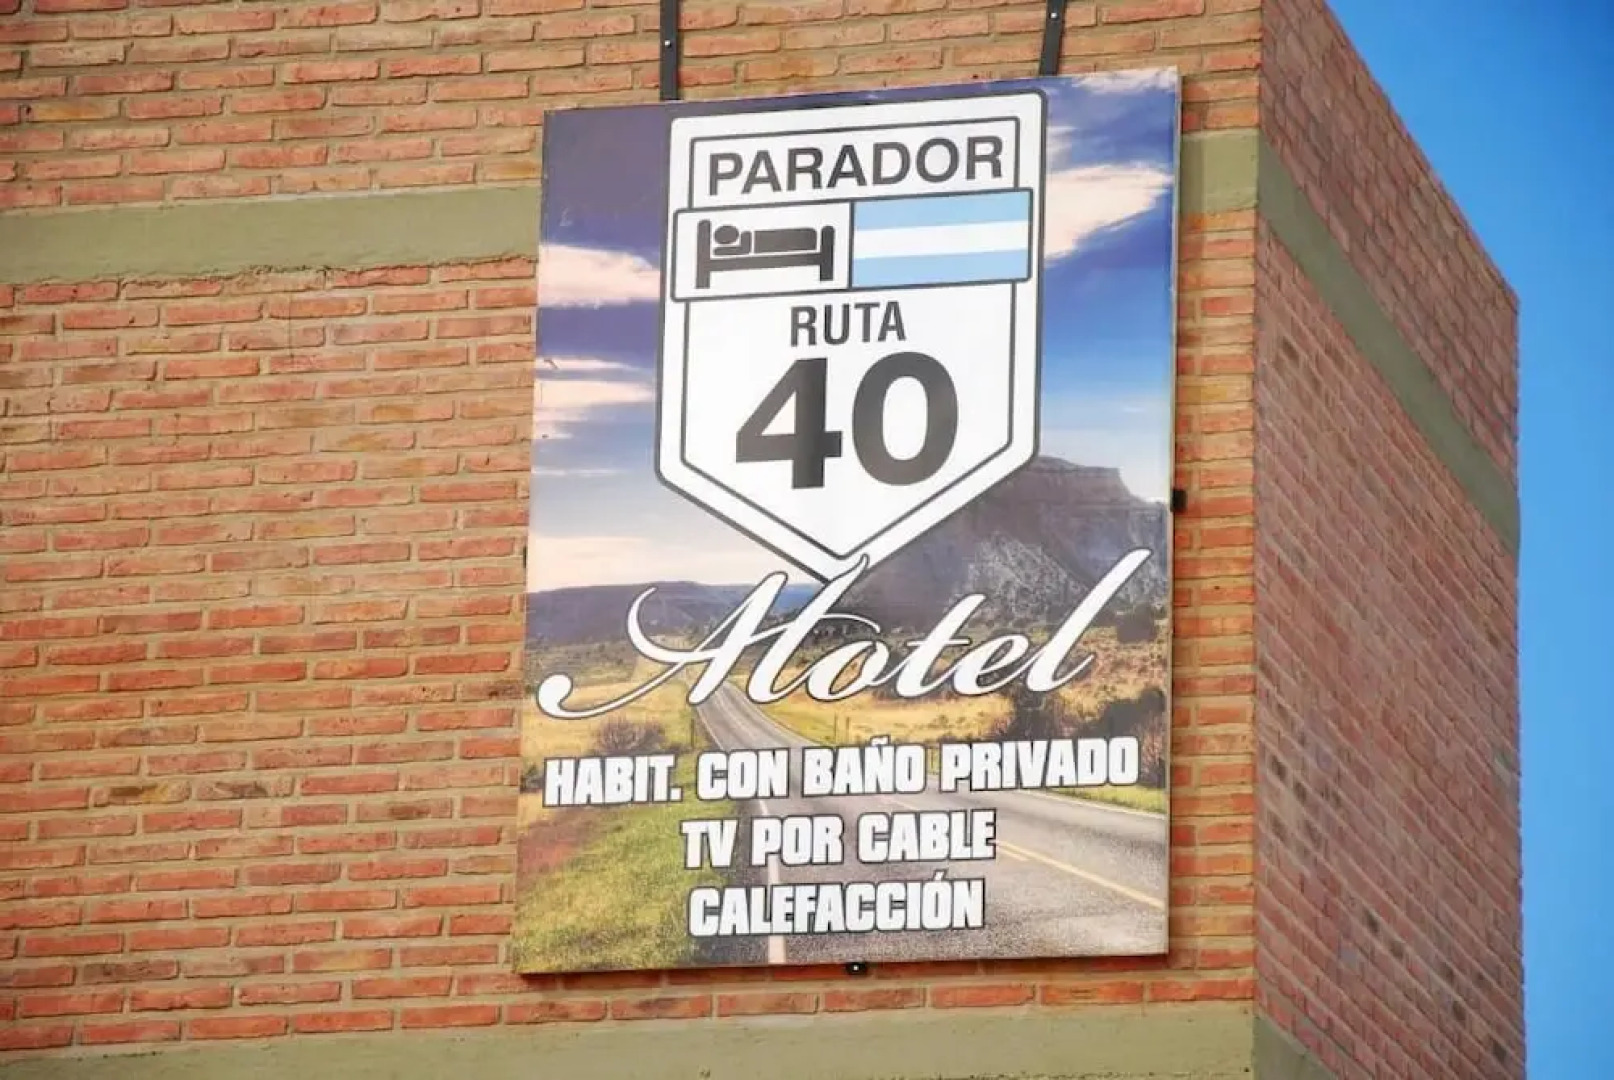 PARADOR
RUTA
40
Hotel
HABIT. CON BAÑO PRIVADO
TV POR CABLE
CALEFACCIÓN